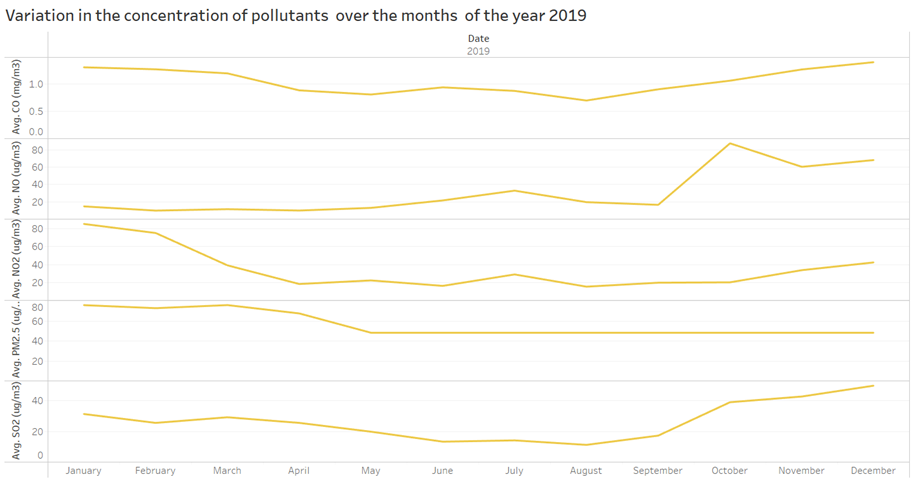 Variation in the concentration of pollutants  over the months  of the year 2019
Date
2019
Avg. CO (mg/m3)
1.0
0.5
0.0
Avg. NO (ug/m3)
80
60
40
20
Avg. NO2 (ug/m3)
80
60
40
20
Avg. PM2.5 (ug/..
80
60
40
20
Avg. SO2 (ug/m3)
40
20
0
January February March April May June July August September October November December